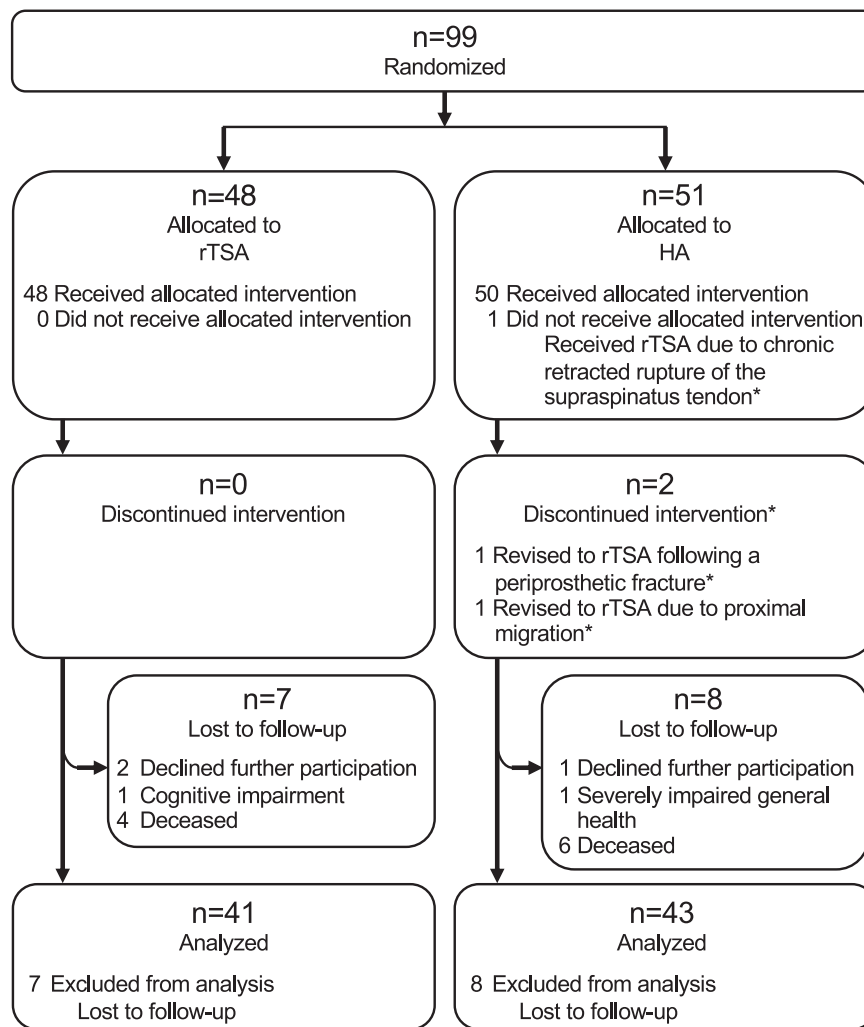 n=99
Randomized
n=48
Allocated to
rTSA
48 Received allocated intervention
0 Did not receive allocated intervention
n=51
Allocated to
HA
50 Received allocated intervention
1 Did not receive allocated intervention
Received rTSA due to chronic
retracted rupture of the
supraspinatus tendon*
n=0
Discontinued intervention
n=2
Discontinued intervention*
1 Revised to rTSA following a
periprosthetic fracture*
1 Revised to rTSA due to proximal
migration*
n=7
Lost to follow-up
2 Declined further participation
1 Cognitive impairment
4 Deceased
n=8
Lost to follow-up
1 Declined further participation
1 Severely impaired general
health
6 Deceased
n=41
Analyzed
7 Excluded from analysis
Lost to follow-up
n=43
Analyzed
8 Excluded from analysis
Lost to follow-up